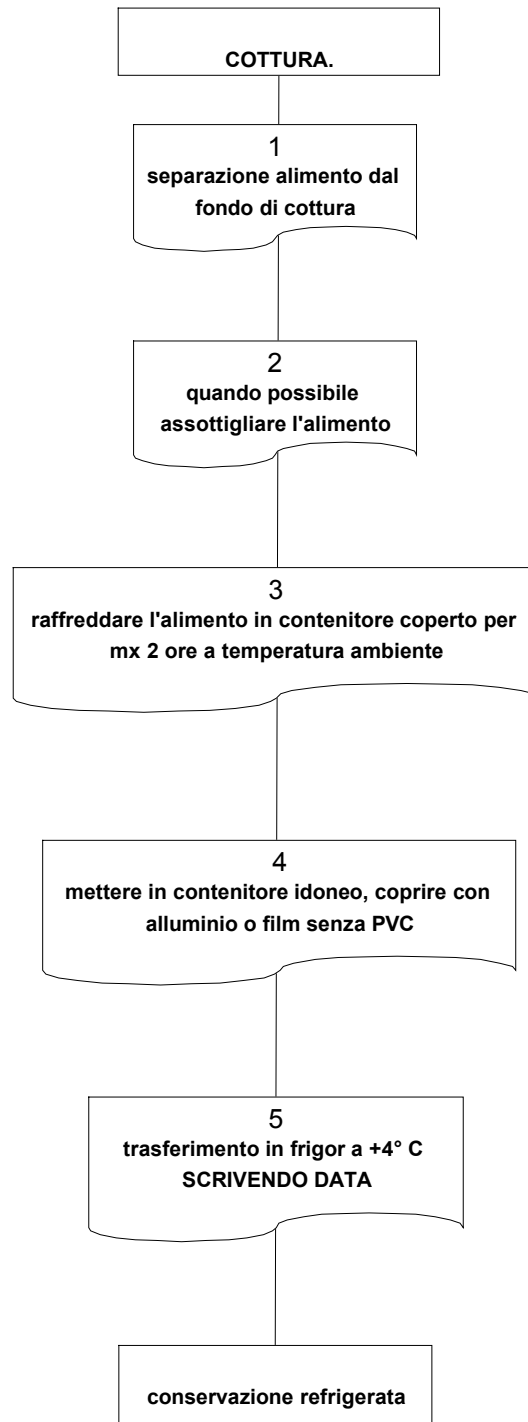 COTTURA.
1
separazione alimento dal
fondo di cottura
2
quando possibile
assottigliare l'alimento
3
raffreddare l'alimento in contenitore coperto per
mx 2 ore a temperatura ambiente
4
mettere in contenitore idoneo, coprire con
alluminio o film senza PVC
5
trasferimento in frigor a +4° C
SCRIVENDO DATA
conservazione refrigerata